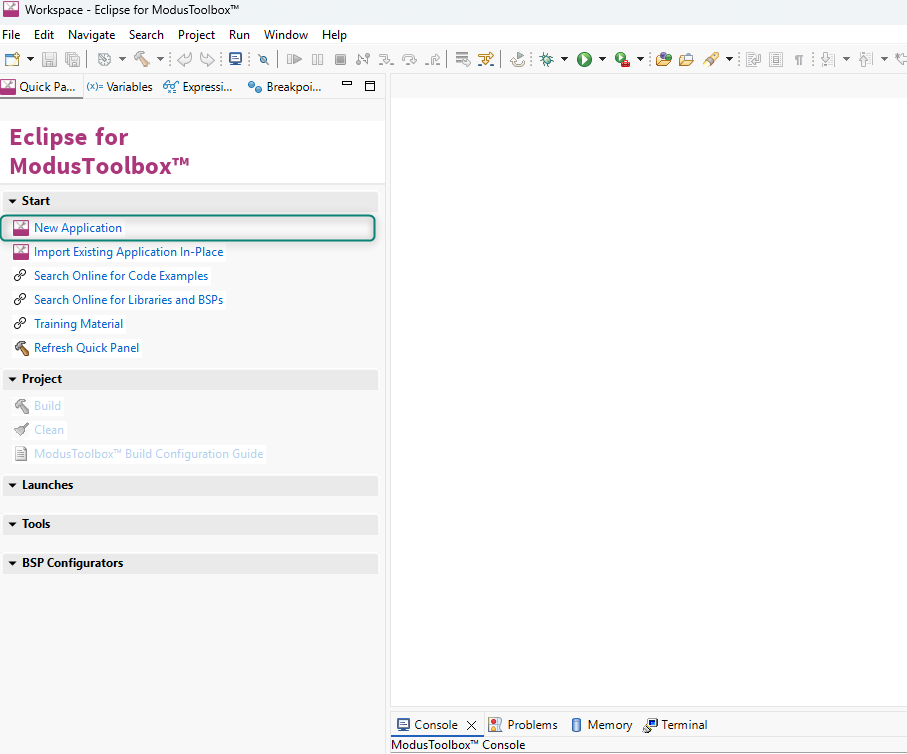 Workspace - Eclipse for ModusToolbox™
File Edit Navigate Search Project Run Window Help
Quick Pa... (x)= Variables Expressi... Breakpoi...
Eclipse for
ModusToolbox™
Start
New Application
Import Existing Application In-Place
Search Online for Code Examples
Search Online for Libraries and BSPs
Training Material
Refresh Quick Panel
Project
Build
Clean
ModusToolbox™ Build Configuration Guide
Launches
Tools
BSP Configurators
Console Problems Memory Terminal
ModusToolbox™ Console